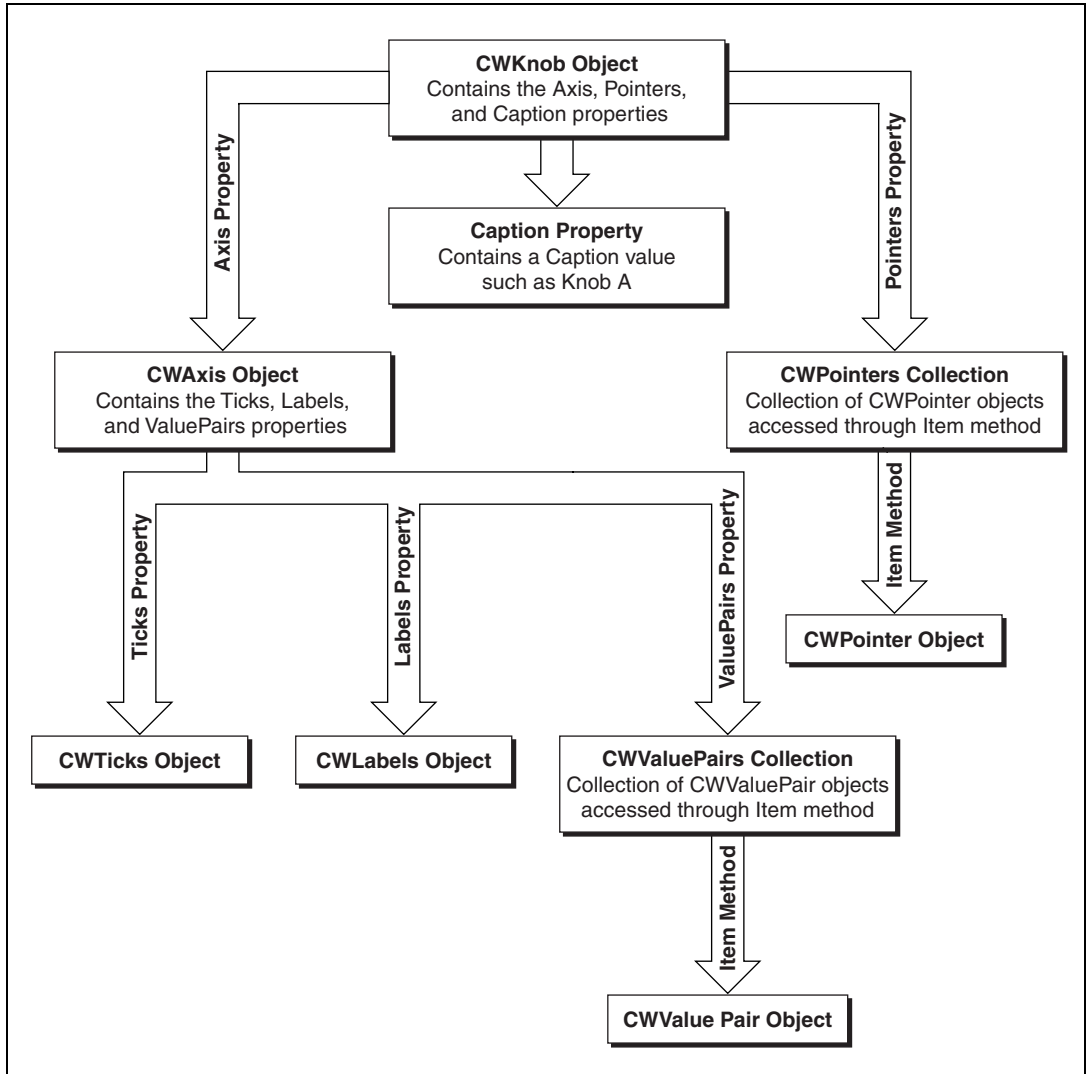 CWKnob Object
Contains the Axis, Pointers,
and Caption properties
Axis Property
Pointers Property
Caption Property
Contains a Caption value
such as Knob A
CWAxis Object
Contains the Ticks, Labels,
and ValuePairs properties
CWPointers Collection
Collection of CWPointer objects
accessed through Item method
Ticks Property
Labels Property
ValuePairs Property
Item Method
CWPointer Object
CWTicks Object
CWLabels Object
CWValuePairs Collection
Collection of CWValuePair objects
accessed through Item method
Item Method
CWValue Pair Object